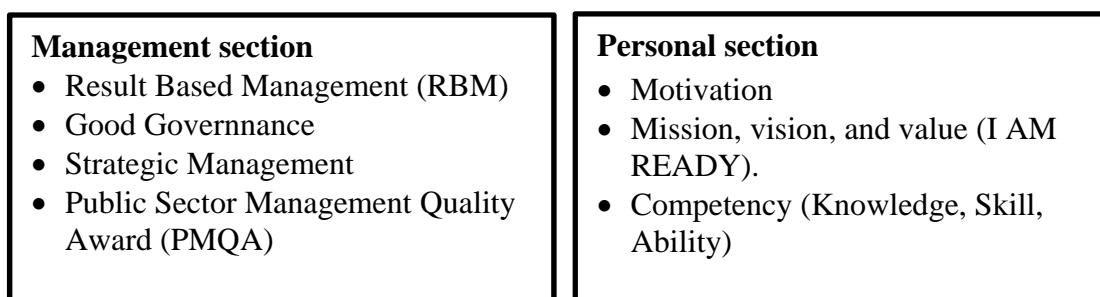 Management section
• Result Based Management (RBM)
• Good Governnance
• Strategic Management
• Public Sector Management Quality
Award (PMQA)
Personal section
• Motivation
• Mission, vision, and value (I AM
READY).
• Competency (Knowledge, Skill,
Ability)